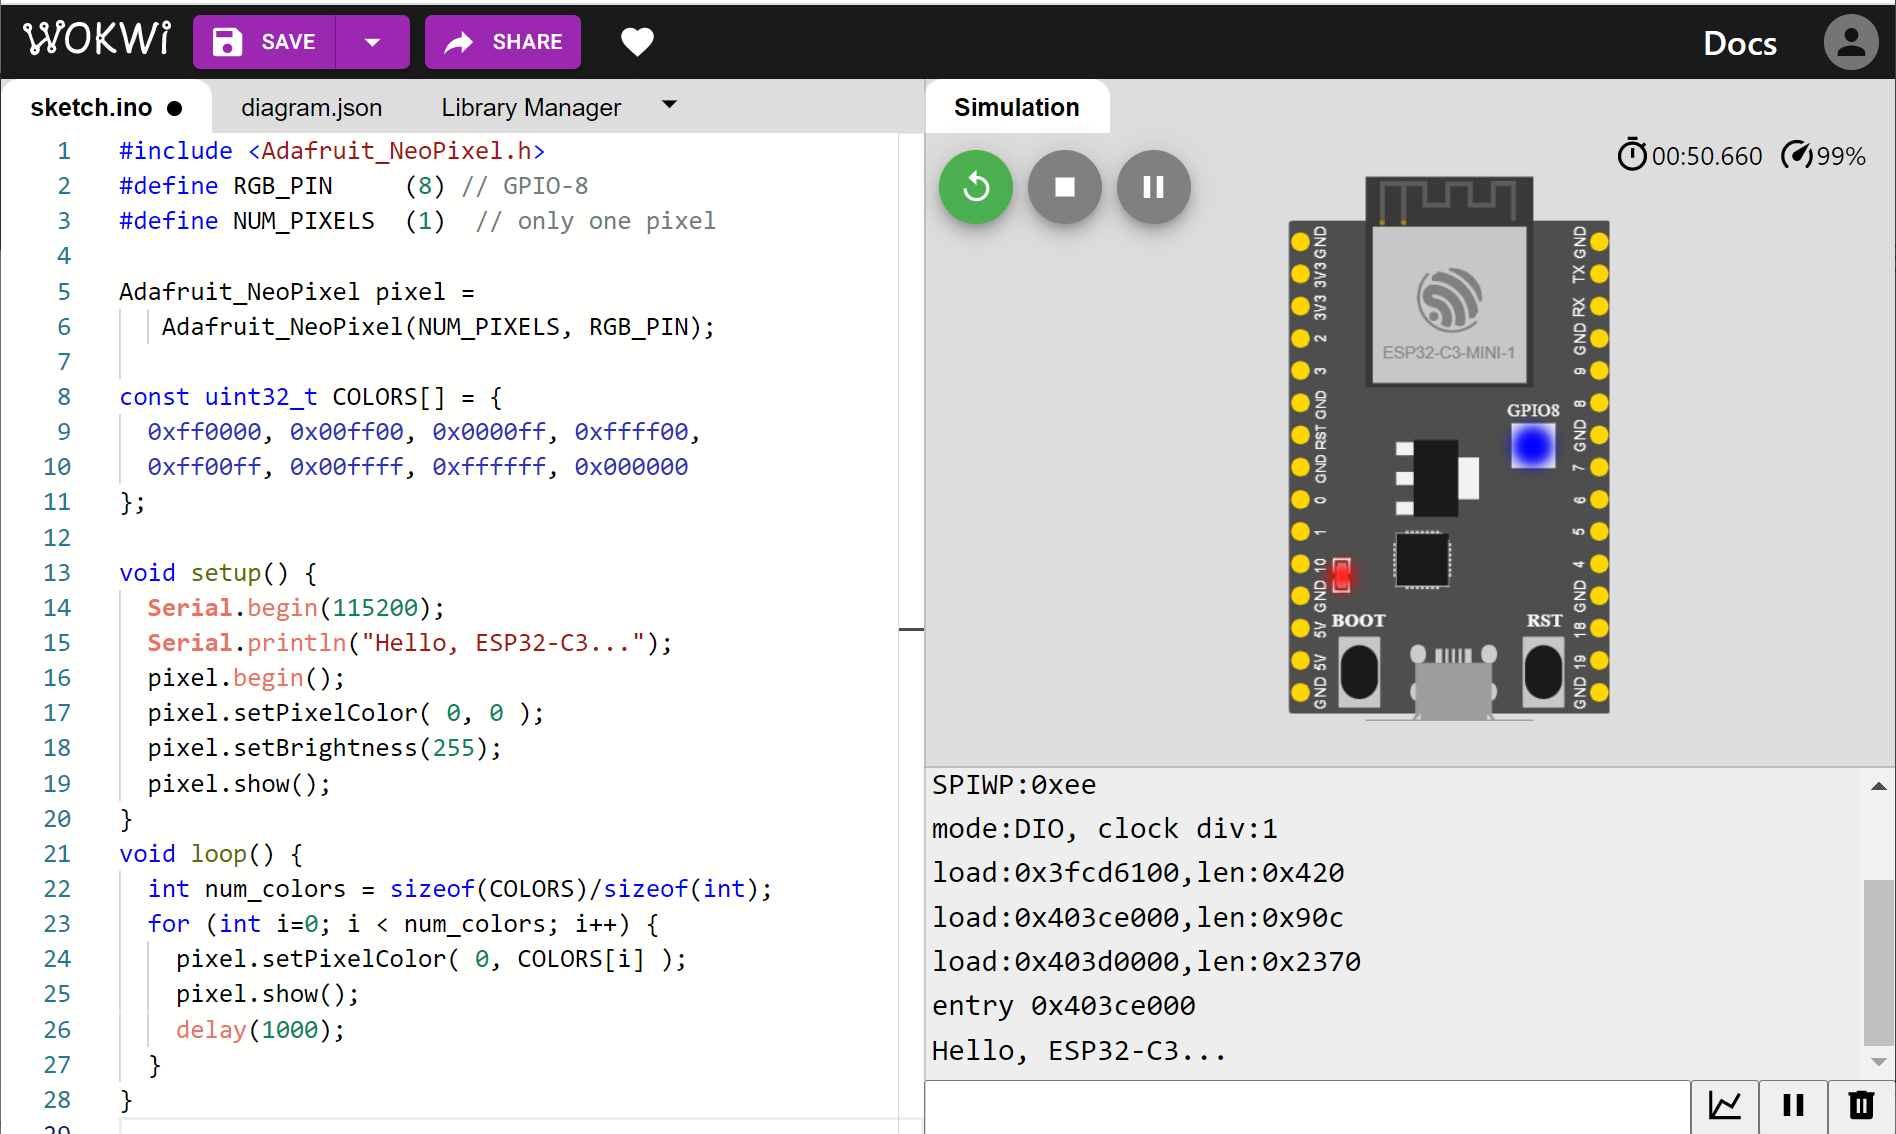 WOKWi SAVE SHARE Docs
sketch.ino ● diagram.json Library Manager Simulation
00:50.660 99%
1 #include <Adafruit_NeoPixel.h>
2 #define RGB_PIN     (8) // GPIO-8
3 #define NUM_PIXELS  (1)  // only one pixel
4
5 Adafruit_NeoPixel pixel =
6    Adafruit_NeoPixel(NUM_PIXELS, RGB_PIN);
7
8 const uint32_t COLORS[] = {
9   0xff0000, 0x00ff00, 0x0000ff, 0xffff00,
10   0xff00ff, 0x00ffff, 0xffffff, 0x000000
11 };
12
13 void setup() {
14   Serial.begin(115200);
15   Serial.println("Hello, ESP32-C3...");
16   pixel.begin();
17   pixel.setPixelColor( 0, 0 );
18   pixel.setBrightness(255);
19   pixel.show();
20 }
21 void loop() {
22   int num_colors = sizeof(COLORS)/sizeof(int);
23   for (int i=0; i < num_colors; i++) {
24     pixel.setPixelColor( 0, COLORS[i] );
25     pixel.show();
26     delay(1000);
27   }
28 }
29
GND
3V3
3V3
2
3
GND
RST
GND
0
1
10
GND
5V
5V
GND
ESP32-C3-MINI-1
GPIO8
BOOT
RST
GND
TX
RX
GND
9
8
GND
7
6
5
4
GND
18
19
GND
SPIWP:0xee
mode:DIO, clock div:1
load:0x3fcd6100,len:0x420
load:0x403ce000,len:0x90c
load:0x403d0000,len:0x2370
entry 0x403ce000
Hello, ESP32-C3...